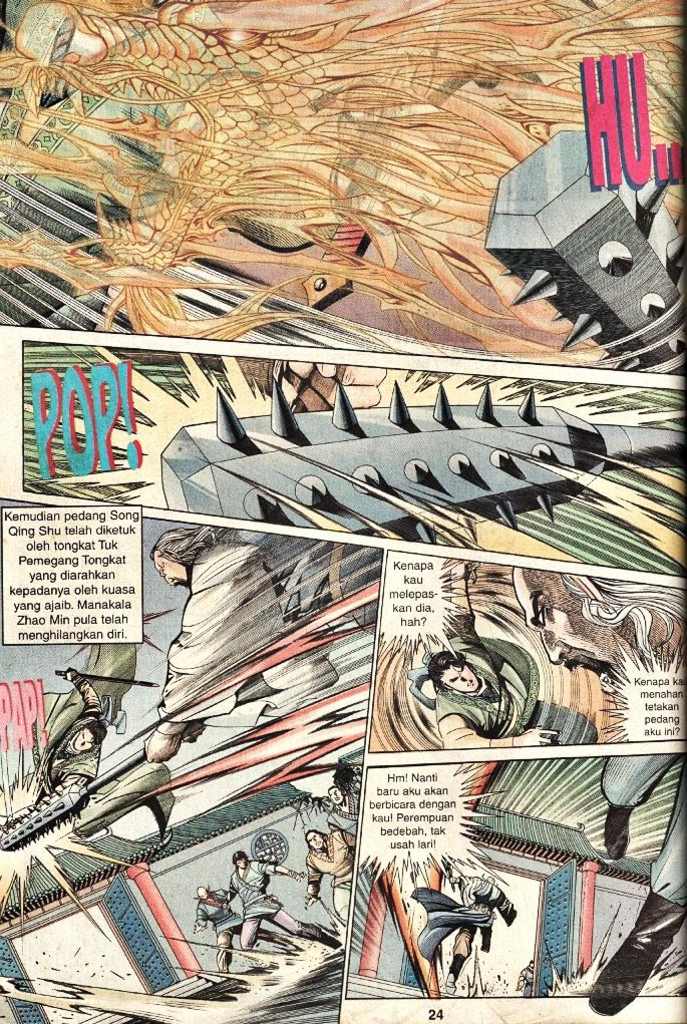 HU...
POP!
Kemudian pedang Song
Qing Shu telah diketuk
oleh tongkat Tuk
Pemegang Tongkat
yang diarahkan
kepadanya oleh kuasa
yang ajaib. Manakala
Zhao Min pula telah
menghilangkan diri.
PAP!
Kenapa
kau
melepas-
kan dia,
hah?
Kenapa ka
menahan
tetakan
pedang
aku ini?
Hm! Nanti
baru aku akan
berbicara dengan
kau! Perempuan
bedebah, tak
usah lari!
24